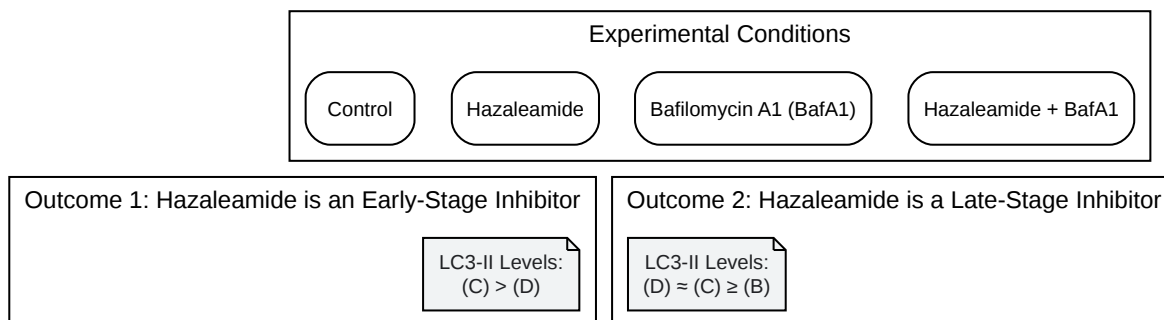 Experimental Conditions
Control
Hazaleamide
Bafilomycin A1 (BafA1)
Hazaleamide + BafA1
Outcome 1: Hazaleamide is an Early-Stage Inhibitor
LC3-II Levels:
(C) > (D)
Outcome 2: Hazaleamide is a Late-Stage Inhibitor
LC3-II Levels:
(D) ≈ (C) ≥ (B)